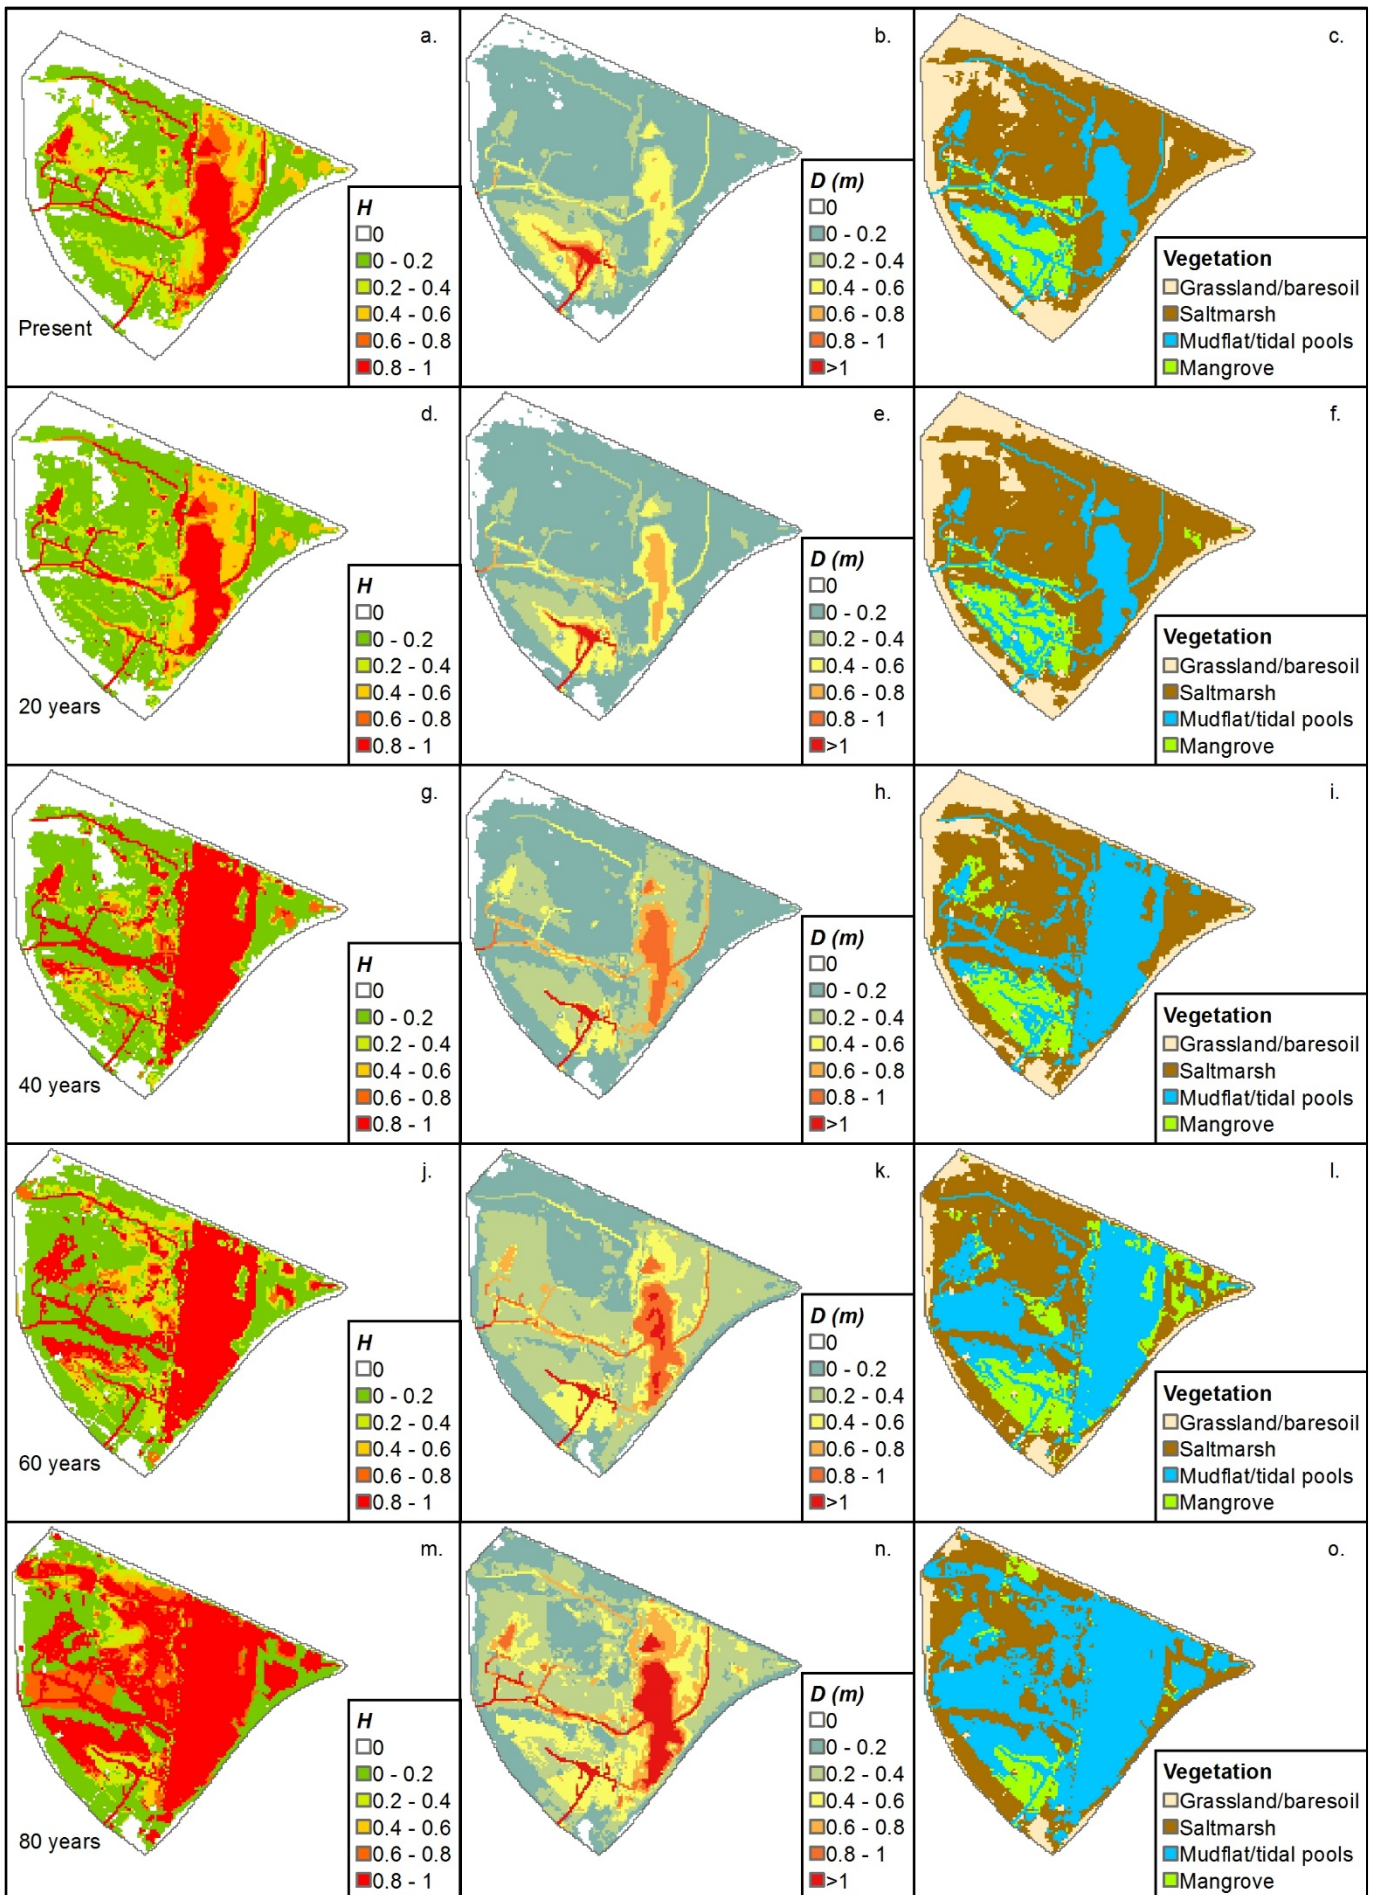 a.
H
0
0 - 0.2
0.2 - 0.4
0.4 - 0.6
0.6 - 0.8
0.8 - 1
Present
b.
D (m)
0
0 - 0.2
0.2 - 0.4
0.4 - 0.6
0.6 - 0.8
0.8 - 1
>1
c.
Vegetation
Grassland/baresoil
Saltmarsh
Mudflat/tidal pools
Mangrove
d.
H
0
0 - 0.2
0.2 - 0.4
0.4 - 0.6
0.6 - 0.8
0.8 - 1
20 years
e.
D (m)
0
0 - 0.2
0.2 - 0.4
0.4 - 0.6
0.6 - 0.8
0.8 - 1
>1
f.
Vegetation
Grassland/baresoil
Saltmarsh
Mudflat/tidal pools
Mangrove
g.
H
0
0 - 0.2
0.2 - 0.4
0.4 - 0.6
0.6 - 0.8
0.8 - 1
40 years
h.
D (m)
0
0 - 0.2
0.2 - 0.4
0.4 - 0.6
0.6 - 0.8
0.8 - 1
>1
i.
Vegetation
Grassland/baresoil
Saltmarsh
Mudflat/tidal pools
Mangrove
j.
H
0
0 - 0.2
0.2 - 0.4
0.4 - 0.6
0.6 - 0.8
0.8 - 1
60 years
k.
D (m)
0
0 - 0.2
0.2 - 0.4
0.4 - 0.6
0.6 - 0.8
0.8 - 1
>1
l.
Vegetation
Grassland/baresoil
Saltmarsh
Mudflat/tidal pools
Mangrove
m.
H
0
0 - 0.2
0.2 - 0.4
0.4 - 0.6
0.6 - 0.8
0.8 - 1
80 years
n.
D (m)
0
0 - 0.2
0.2 - 0.4
0.4 - 0.6
0.6 - 0.8
0.8 - 1
>1
o.
Vegetation
Grassland/baresoil
Saltmarsh
Mudflat/tidal pools
Mangrove